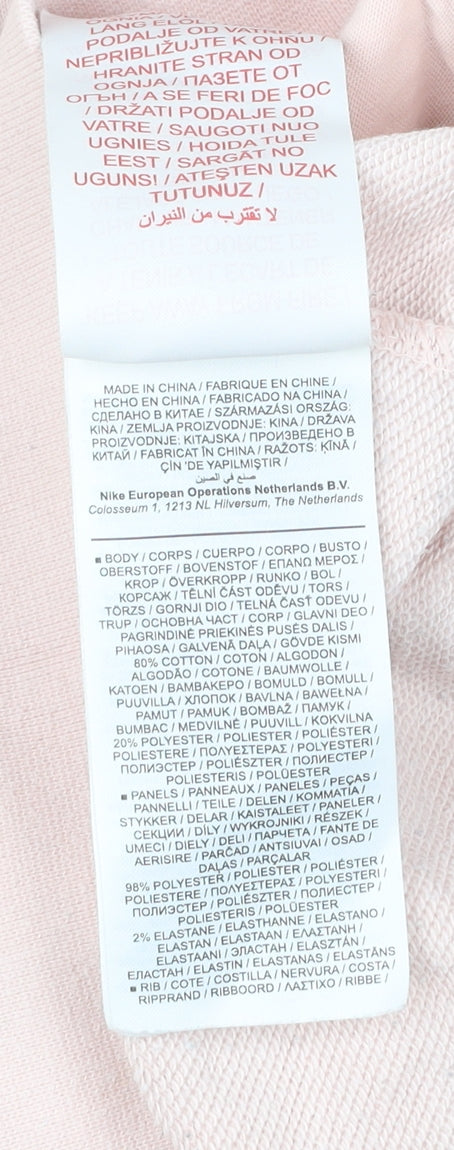 LANG ELD /
PODALJE OD VATRE /
NEPRIBLIŽUJTE K OHNU /
HRANITE STRAN OD
OGNJA / ПАЗЕТЕ ОТ
ОГЪН / A SE FERI DE FOC
/ DRŽATI PODALJE OD
VATRE / SAUGOTI NUO
UGNIES / HOIDA TULE
EEST / SARGĀT NO
UGUNS! / ATEŞTEN UZAK
TUTUNUZ /
لا تقترب من النيران
MADE IN CHINA / FABRIQUE EN CHINE /
HECHO EN CHINA / FABRICADO NA CHINA /
СДЕЛАНО В КИТАЕ / SZÁRMAZÁSI ORSZÁG:
KINA / ZEMLJA PROIZVODNJE: KINA / DRŽAVA
PROIZVODNJE: KITAJSKA / ПРОИЗВЕДЕНО В
КИТАЙ / FABRICAT ÎN CHINA / RAŽOTS: ĶĪNĀ /
ÇİN 'DE YAPILMIŞTIR /
صنع في الصين
Nike European Operations Netherlands B.V.
Colosseum 1, 1213 NL Hilversum, The Netherlands
■ BODY / CORPS / CUERPO / CORPO / BUSTO /
OBERSTOFF / BOVENSTOF / ΕΠΑΝΩ ΜΕΡΟΣ /
KROP / ÖVERKROPP / RUNKO / BOL /
КОРСАЖ / TĚLNÍ ČÁST ODĚVU / TORS /
TÖRZS / GORNJI DIO / TELNÁ ČASŤ ODEVU /
TRUP / ОСНОВНА ЧАСТ / CORP / GLAVNI DEO /
PAGRINDINĖ PRIEKINĖS PUSĖS DALIS /
PIHAOSA / GALVENĀ DAĻA / GÖVDE KISMI
80% COTTON / COTON / ALGODON /
ALGODÃO / COTONE / BAUMWOLLE /
KATOEN / ΒΑΜΒΑΚΕΡΟ / BOMULD / BOMULL /
PUUVILLA / ХЛОПОК / BAVLNA / BAWEŁNA /
PAMUT / PAMUK / BOMBAŽ / ПАМУК /
BUMBAC / MEDVILNĖ / PUUVILL / KOKVILNA
20% POLYESTER / POLIESTER / POLIÉSTER /
POLIESTERE / ΠΟΛΥΕΣΤΕΡΑΣ / POLYESTERI /
ПОЛИЭСТЕР / POLIÉSZTER / ПОЛИЕСТЕР /
POLIESTERIS / POLÜESTER
■ PANELS / PANNEAUX / PANELES / PEÇAS /
PANNELLI / TEILE / DELEN / ΚΟΜΜΑΤΙΑ /
STYKKER / DELAR / KAISTALEET / PANELER /
СЕКЦИИ / DÍLY / WYKROJNIKI / RÉSZEK /
UMECI / DIELY / DELI / ПАРЧЕТА / FANTE DE
AERISIRE / PARČAD / ANTSIUVAI / OSAD /
DAĻAS / PARÇALAR
98% POLYESTER / POLIESTER / POLIÉSTER /
POLIESTERE / ΠΟΛΥΕΣΤΕΡΑΣ / POLYESTERI /
ПОЛИЭСТЕР / POLIÉSZTER / ПОЛИЕСТЕР /
POLIESTERIS / POLÜESTER
2% ELASTANE / ELASTHANNE / ELASTANO /
ELASTAN / ELASTAAN / ΕΛΑΣΤΑΝΗ /
ELASTAANI / ЭЛАСТАН / ELASZTÁN /
ЕЛАСТАН / ELASTIN / ELASTANAS / ELASTĀNS
■ RIB / COTE / COSTILLA / NERVURA / COSTA /
RIPPRAND / RIBBOORD / ΛΑΣΤΙΧΟ / RIBBE /